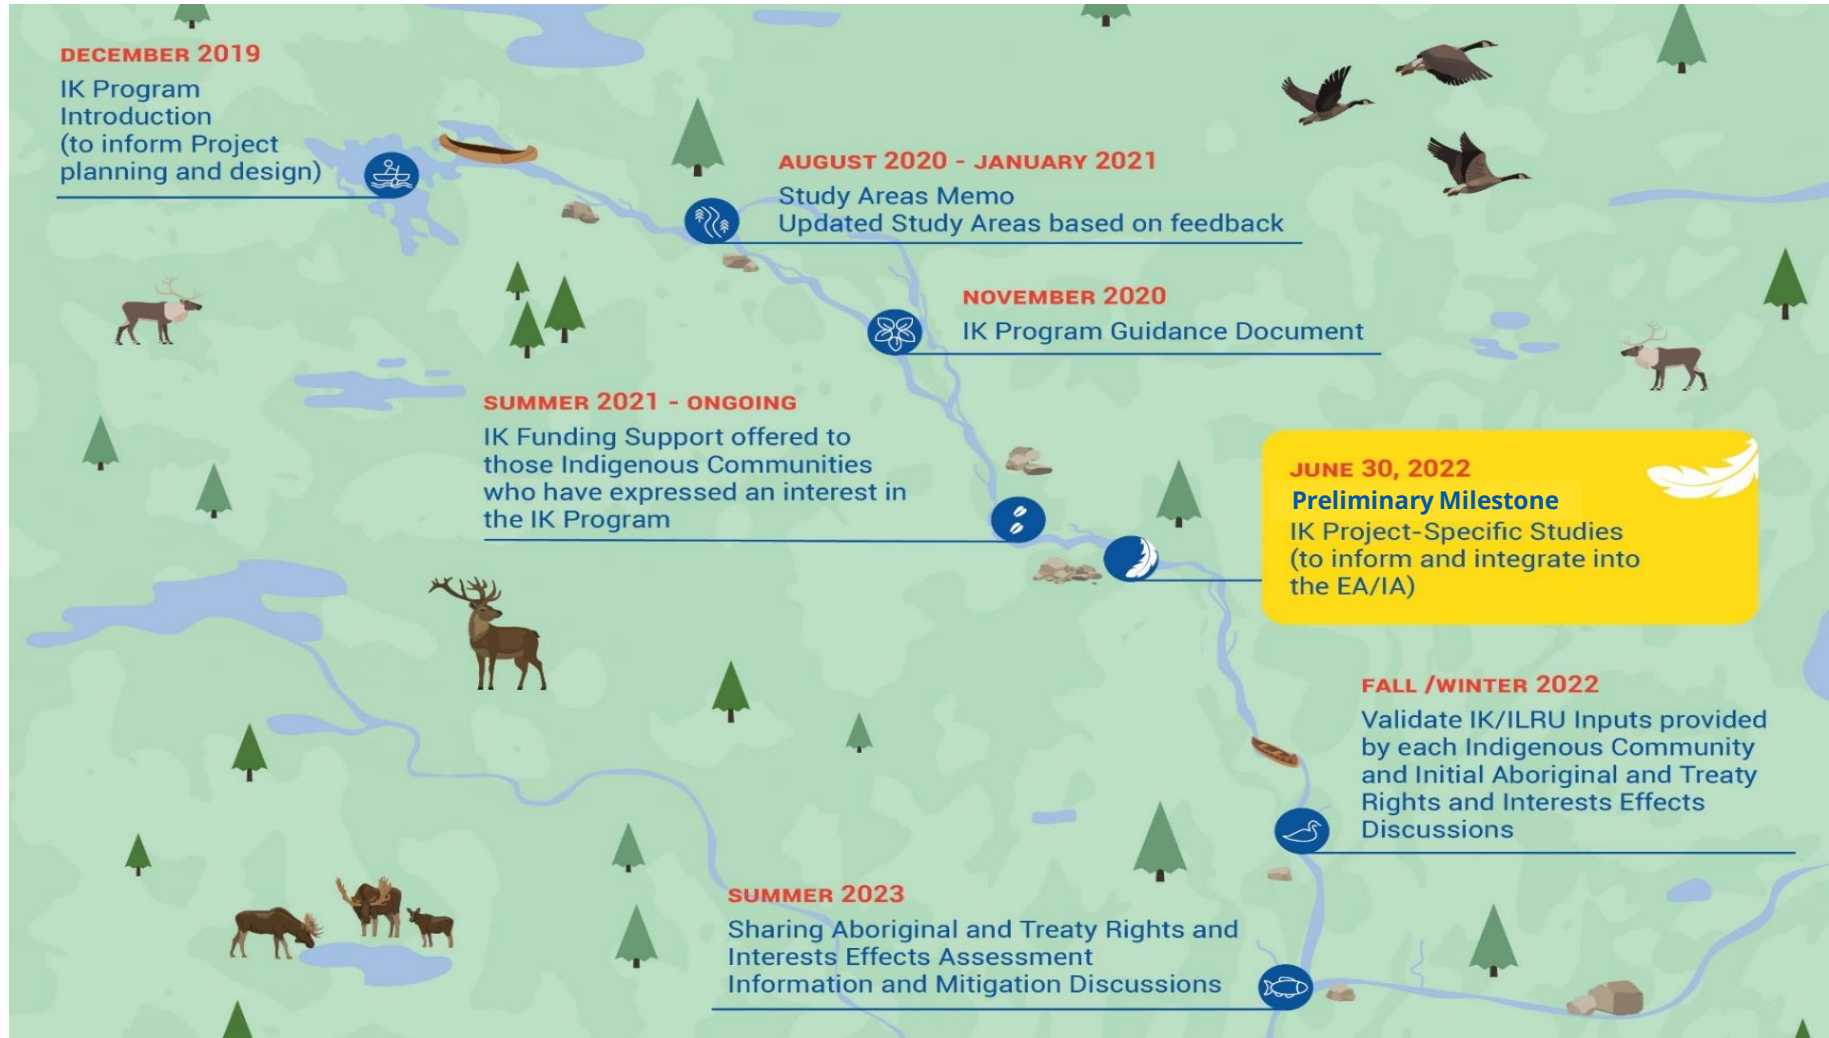 DECEMBER 2019
IK Program
Introduction
(to inform Project
planning and design)
AUGUST 2020 - JANUARY 2021
Study Areas Memo
Updated Study Areas based on feedback
NOVEMBER 2020
IK Program Guidance Document
SUMMER 2021 - ONGOING
IK Funding Support offered to
those Indigenous Communities
who have expressed an interest in
the IK Program
JUNE 30, 2022
Preliminary Milestone
IK Project-Specific Studies
(to inform and integrate into
the EA/IA)
FALL /WINTER 2022
Validate IK/ILRU Inputs provided
by each Indigenous Community
and Initial Aboriginal and Treaty
Rights and Interests Effects
Discussions
SUMMER 2023
Sharing Aboriginal and Treaty Rights and
Interests Effects Assessment
Information and Mitigation Discussions